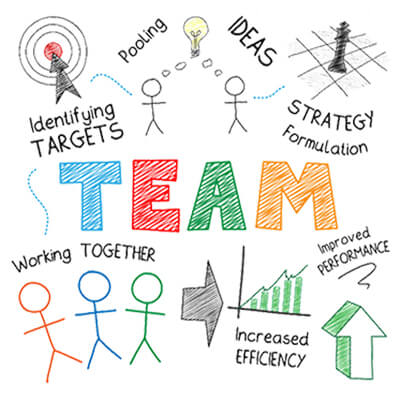 Pooling
IDEAS
Identifying
TARGETS
STRATEGY
Formulation
TEAM
Working TOGETHER
Improved
PERFORMANCE
Increased
EFFICIENCY